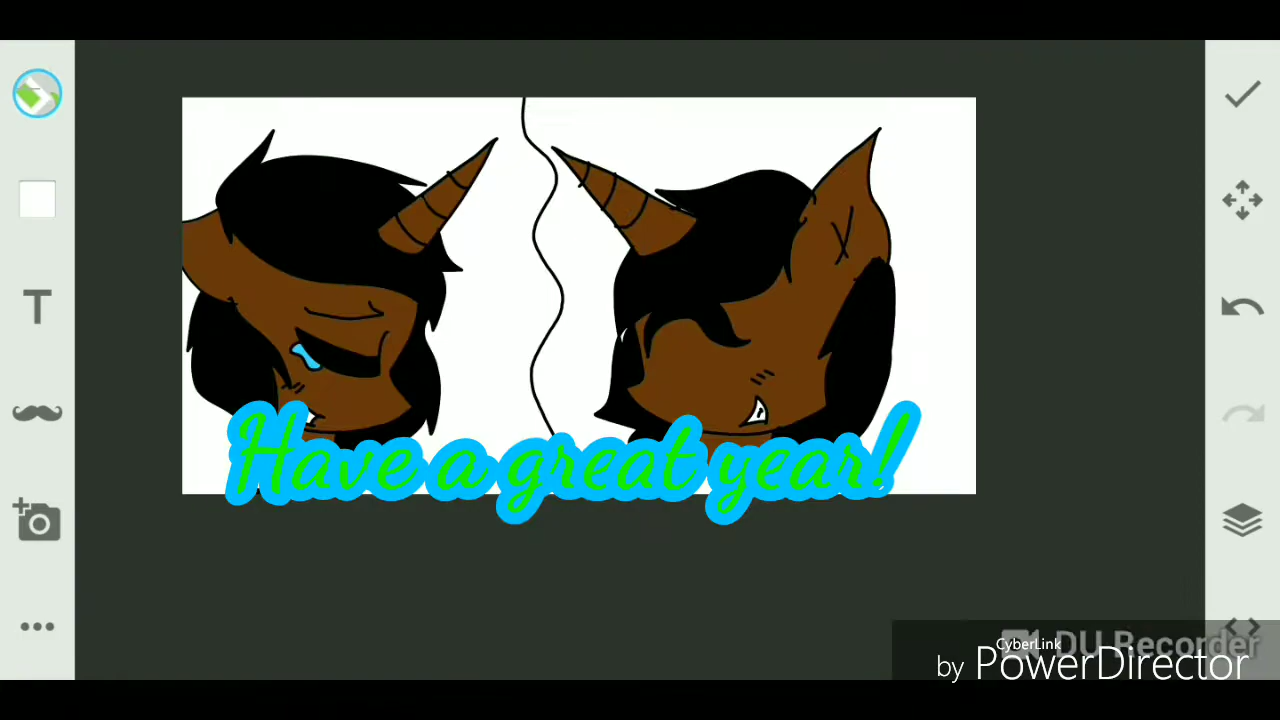 T
Have a great year!
DU Recorder
CyberLink
by PowerDirector